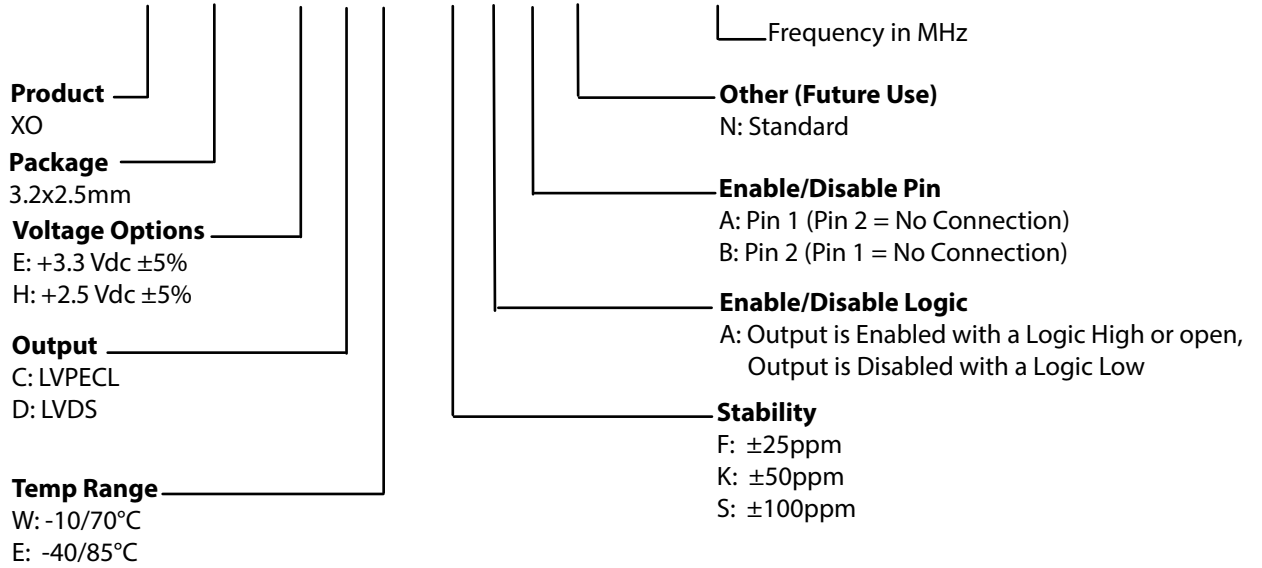 Frequency in MHz
Product
XO
Package
3.2x2.5mm
Voltage Options
E: +3.3 Vdc ±5%
H: +2.5 Vdc ±5%
Output
C: LVPECL
D: LVDS
Temp Range
W: -10/70°C
E: -40/85°C
Other (Future Use)
N: Standard
Enable/Disable Pin
A: Pin 1 (Pin 2 = No Connection)
B: Pin 2 (Pin 1 = No Connection)
Enable/Disable Logic
A: Output is Enabled with a Logic High or open,
Output is Disabled with a Logic Low
Stability
F: ±25ppm
K: ±50ppm
S: ±100ppm